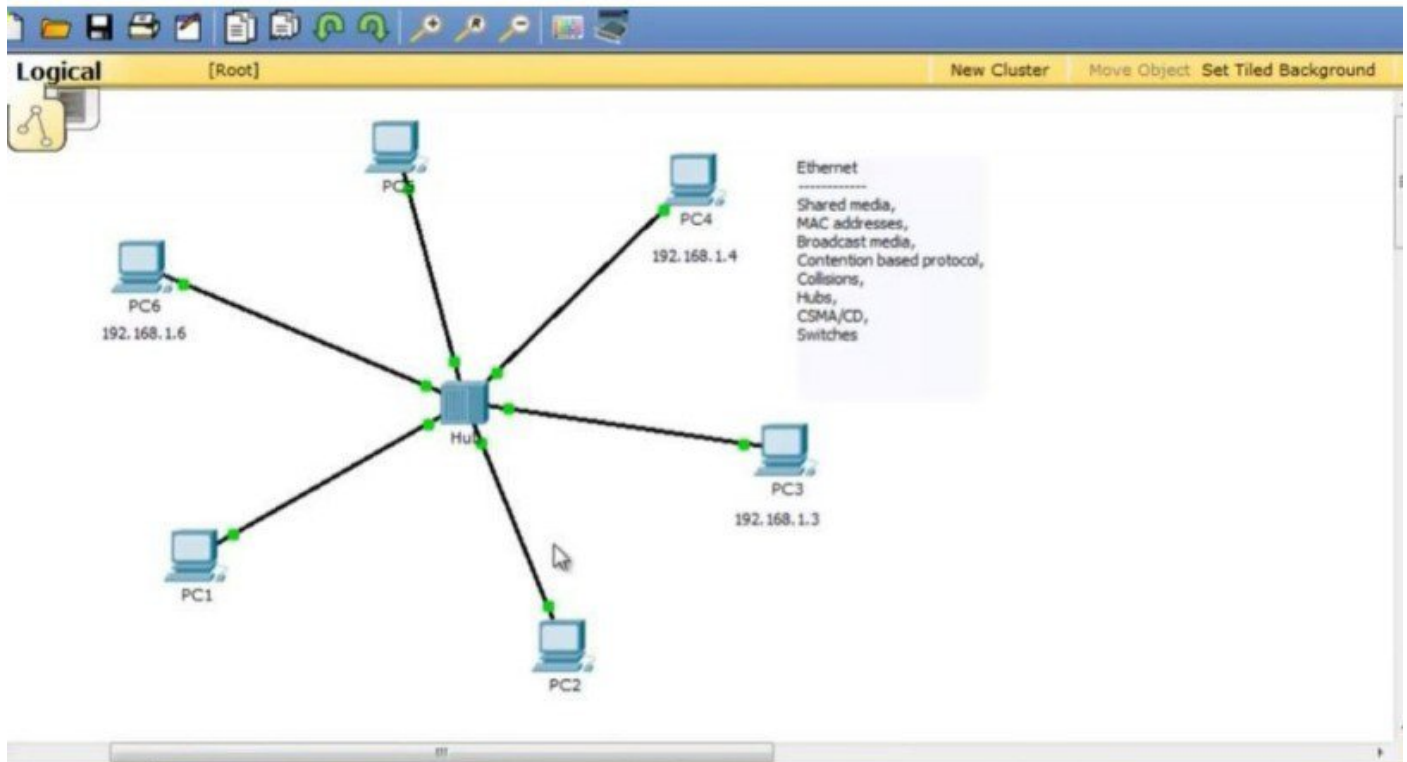 Logical [Root] New Cluster Move Object Set Tiled Background
PC5
PC4
192.168.1.4
Ethernet
-------------
Shared media,
MAC addresses,
Broadcast media,
Contention based protocol,
Collisions,
Hubs,
CSMA/CD,
Switches
PC6
192.168.1.6
Hub
PC3
192.168.1.3
PC1
PC2